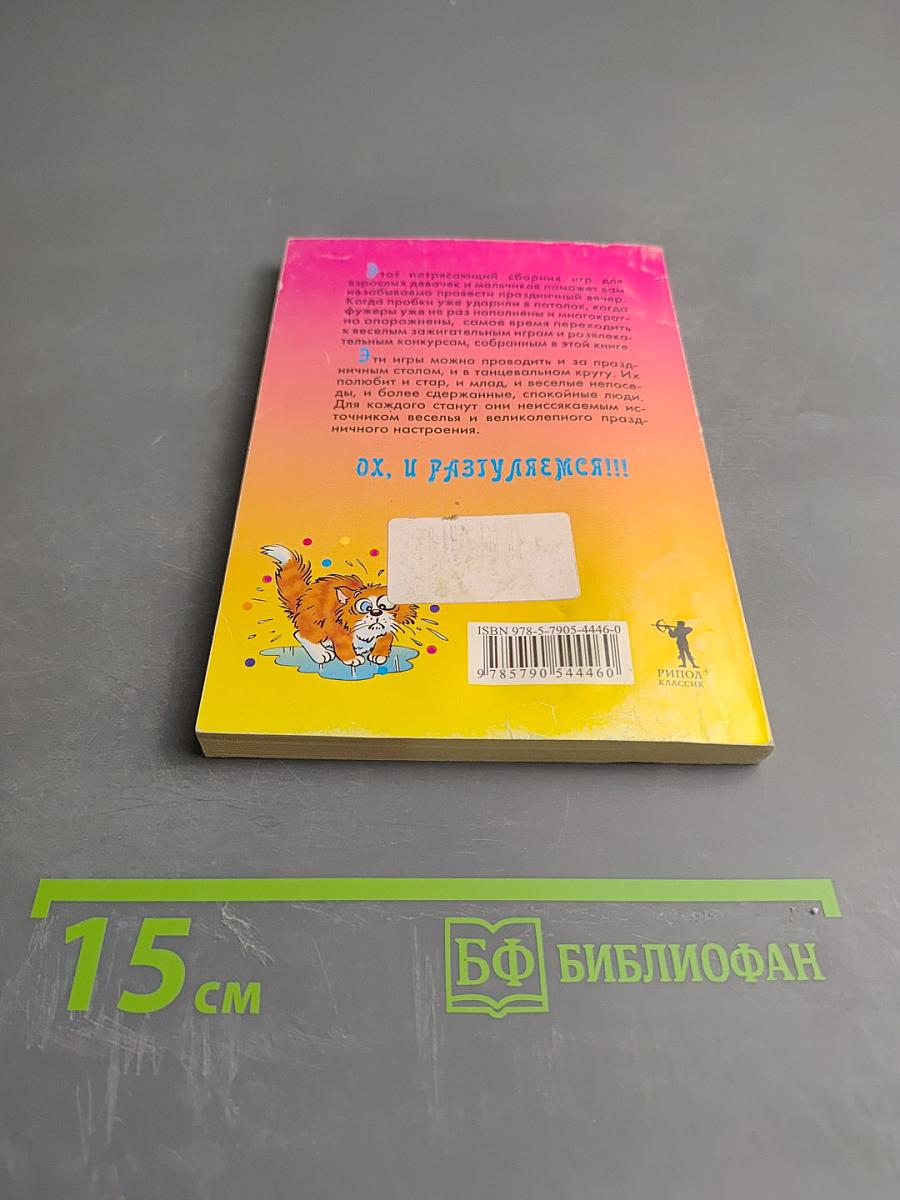 Этот потрясающий сборник игр для
взрослых девочек и мальчиков поможет вам
незабываемо провести праздничный вечер.
Когда пробки уже ударили в потолок, когда
фужеры уже не раз наполнены и многократ-
но опорожнены, самое время переходить
к веселым зажигательным играм и развлека-
тельным конкурсам, собранным в этой книге.
Эти игры можно проводить и за празд-
ничным столом, и в танцевальном кругу. Их
полюбит и стар, и млад, и веселые непосе-
ды, и более сдержанные, спокойные люди.
Для каждого станут они неиссякаемым ис-
точником веселья и великолепного празд-
ничного настроения.
ОХ, И РАЗГУЛЯЕМСЯ!!!
ISBN 978-5-7905-4446-0
9 785790 544460
РИПОЛ
КЛАССИК
15 СМ
БФ БИБЛИОФАН